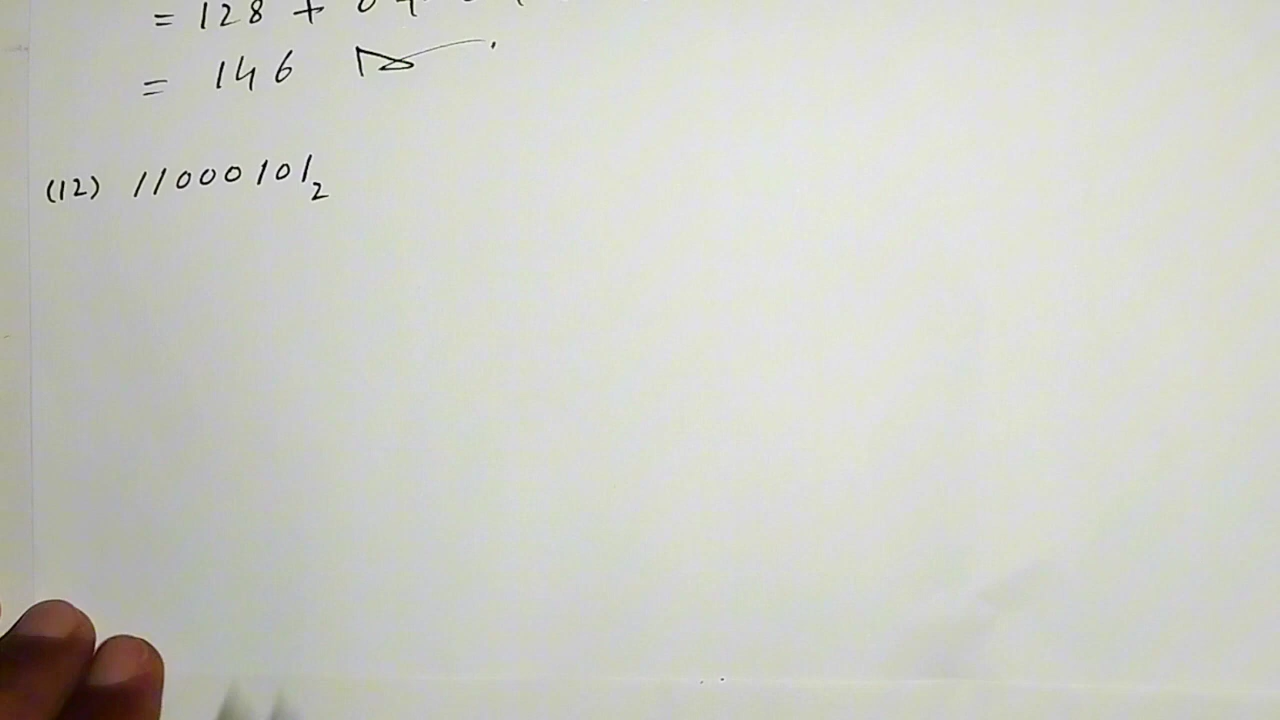 = 128 +
= 146
(12) 11000101₂